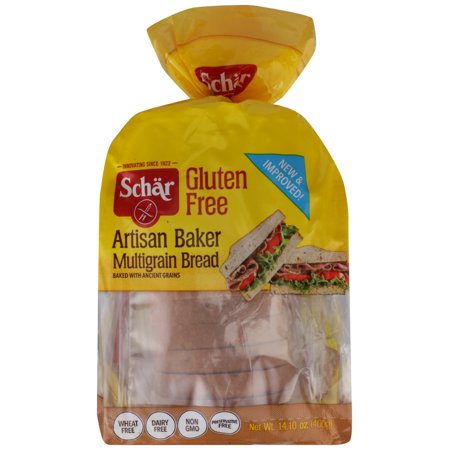 Schär
INNOVATING SINCE 1922
Schär
Gluten
Free
NEW &
IMPROVED!
Artisan Baker
Multigrain Bread
BAKED WITH ANCIENT GRAINS
WHEAT
FREE
DAIRY
FREE
NON
GMO
PRESERVATIVE
FREE
Net Wt. 14.10 oz (400g)